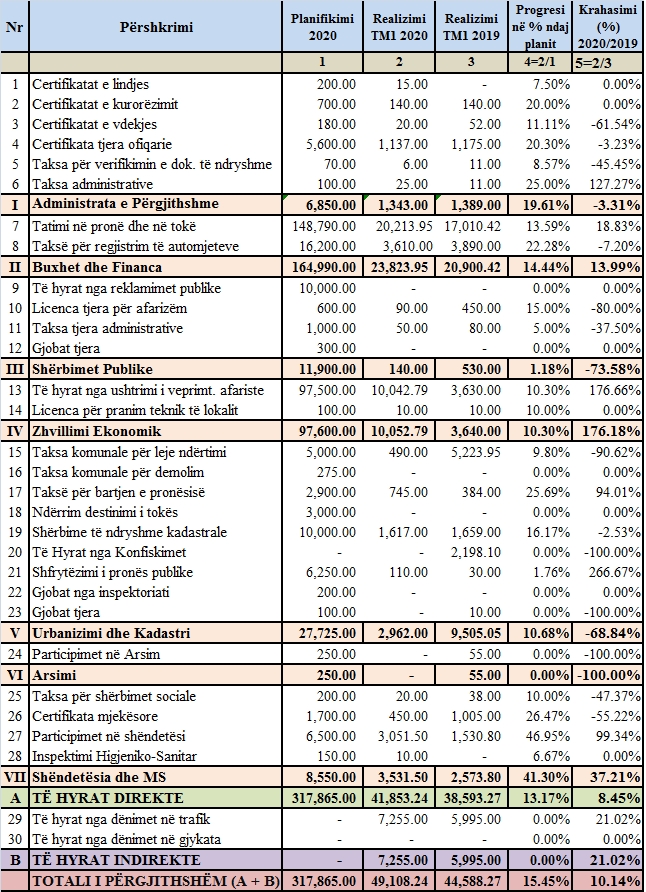 Nr Përshkrimi Planifikimi 2020 Realizimi TM1 2020 Realizimi TM1 2019 Progresi në % ndaj planit Krahasimi (%) 2020/2019
1 2 3 4=2/1 5=2/3
1 Certifikatat e lindjes 200.00 15.00 - 7.50% 0.00%
2 Certifikatat e kurorëzimit 700.00 140.00 140.00 20.00% 0.00%
3 Certifikatat e vdekjes 180.00 20.00 52.00 11.11% -61.54%
4 Certifikata tjera ofiqarie 5,600.00 1,137.00 1,175.00 20.30% -3.23%
5 Taksa për verifikimin e dok. të ndryshme 70.00 6.00 11.00 8.57% -45.45%
6 Taksa administrative 100.00 25.00 11.00 25.00% 127.27%
I Administrata e Përgjithshme 6,850.00 1,343.00 1,389.00 19.61% -3.31%
7 Tatimi në pronë dhe në tokë 148,790.00 20,213.95 17,010.42 13.59% 18.83%
8 Taksë për regjistrim të automjeteve 16,200.00 3,610.00 3,890.00 22.28% -7.20%
II Buxhet dhe Financa 164,990.00 23,823.95 20,900.42 14.44% 13.99%
9 Të hyrat nga reklamimet publike 10,000.00 - - 0.00% 0.00%
10 Licenca tjera për afarizëm 600.00 90.00 450.00 15.00% -80.00%
11 Taksa tjera administrative 1,000.00 50.00 80.00 5.00% -37.50%
12 Gjobat tjera 300.00 - - 0.00% 0.00%
III Shërbimet Publike 11,900.00 140.00 530.00 1.18% -73.58%
13 Të hyrat nga ushtrimi i veprimt. afariste 97,500.00 10,042.79 3,630.00 10.30% 176.66%
14 Licenca për pranim teknik të lokalit 100.00 10.00 10.00 10.00% 0.00%
IV Zhvillimi Ekonomik 97,600.00 10,052.79 3,640.00 10.30% 176.18%
15 Taksa komunale për leje ndërtimi 5,000.00 490.00 5,223.95 9.80% -90.62%
16 Taksa komunale për demolim 275.00 - - 0.00% 0.00%
17 Taksë për bartjen e pronësisë 2,900.00 745.00 384.00 25.69% 94.01%
18 Ndërrim destinimi i tokës 3,000.00 - - 0.00% 0.00%
19 Shërbime të ndryshme kadastrale 10,000.00 1,617.00 1,659.00 16.17% -2.53%
20 Të Hyrat nga Konfiskimet - - 2,198.10 0.00% -100.00%
21 Shfrytëzimi i pronës publike 6,250.00 110.00 30.00 1.76% 266.67%
22 Gjobat nga inspektoriati 200.00 - - 0.00% 0.00%
23 Gjobat tjera 100.00 - 10.00 0.00% -100.00%
V Urbanizimi dhe Kadastri 27,725.00 2,962.00 9,505.05 10.68% -68.84%
24 Participimet në Arsim 250.00 - 55.00 0.00% -100.00%
VI Arsimi 250.00 - 55.00 0.00% -100.00%
25 Taksa për shërbimet sociale 200.00 20.00 38.00 10.00% -47.37%
26 Certifikata mjekësore 1,700.00 450.00 1,005.00 26.47% -55.22%
27 Participimet në shëndetësi 6,500.00 3,051.50 1,530.80 46.95% 99.34%
28 Inspektimi Higjeniko-Sanitar 150.00 10.00 - 6.67% 0.00%
VII Shëndetësia dhe MS 8,550.00 3,531.50 2,573.80 41.30% 37.21%
A TË HYRAT DIREKTE 317,865.00 41,853.24 38,593.27 13.17% 8.45%
29 Të hyrat nga dënimet në trafik - 7,255.00 5,995.00 0.00% 21.02%
30 Të hyrat nga dënimet në gjykata - - - 0.00% 0.00%
B TË HYRAT INDIREKTE - 7,255.00 5,995.00 0.00% 21.02%
TOTALI I PËRGJITHSHËM (A + B) 317,865.00 49,108.24 44,588.27 15.45% 10.14%